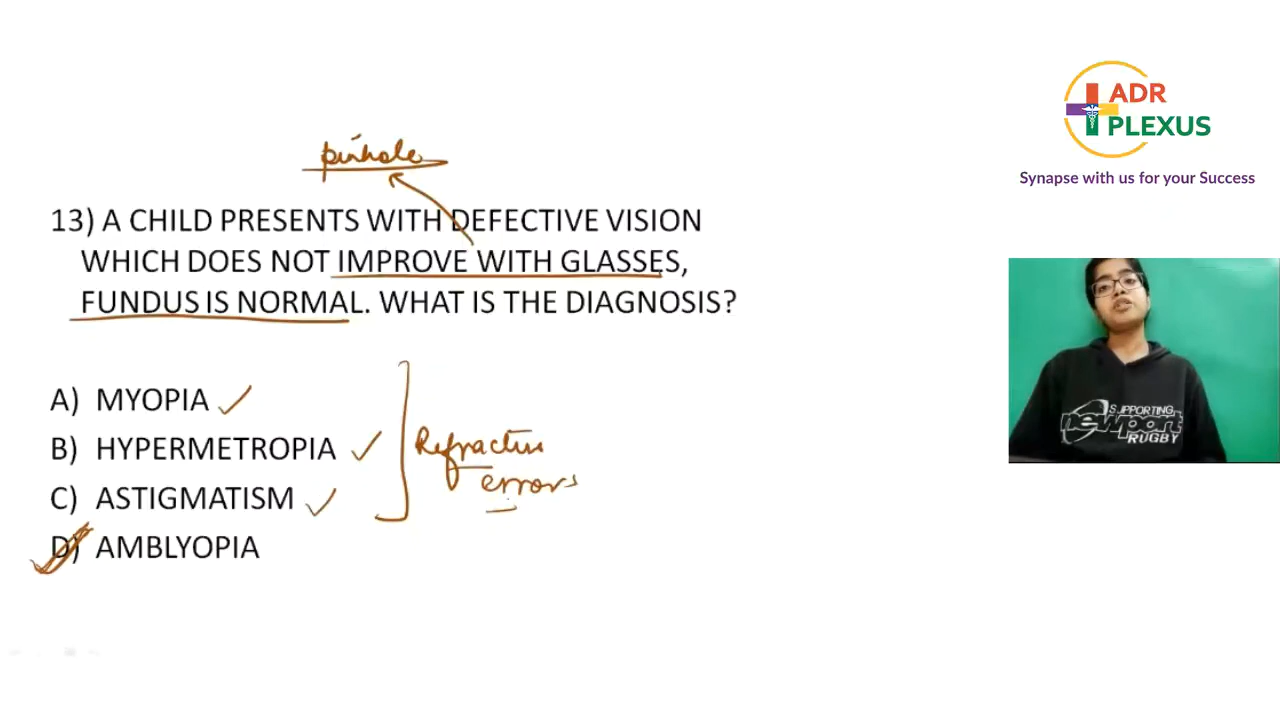 ADR
PLEXUS
Synapse with us for your Success
pinhole
13) A CHILD PRESENTS WITH DEFECTIVE VISION
WHICH DOES NOT IMPROVE WITH GLASSES,
FUNDUS IS NORMAL. WHAT IS THE DIAGNOSIS?
A) MYOPIA
B) HYPERMETROPIA
C) ASTIGMATISM
D) AMBLYOPIA
Refractive
errors
SUPPORTING
newport
RUGBY